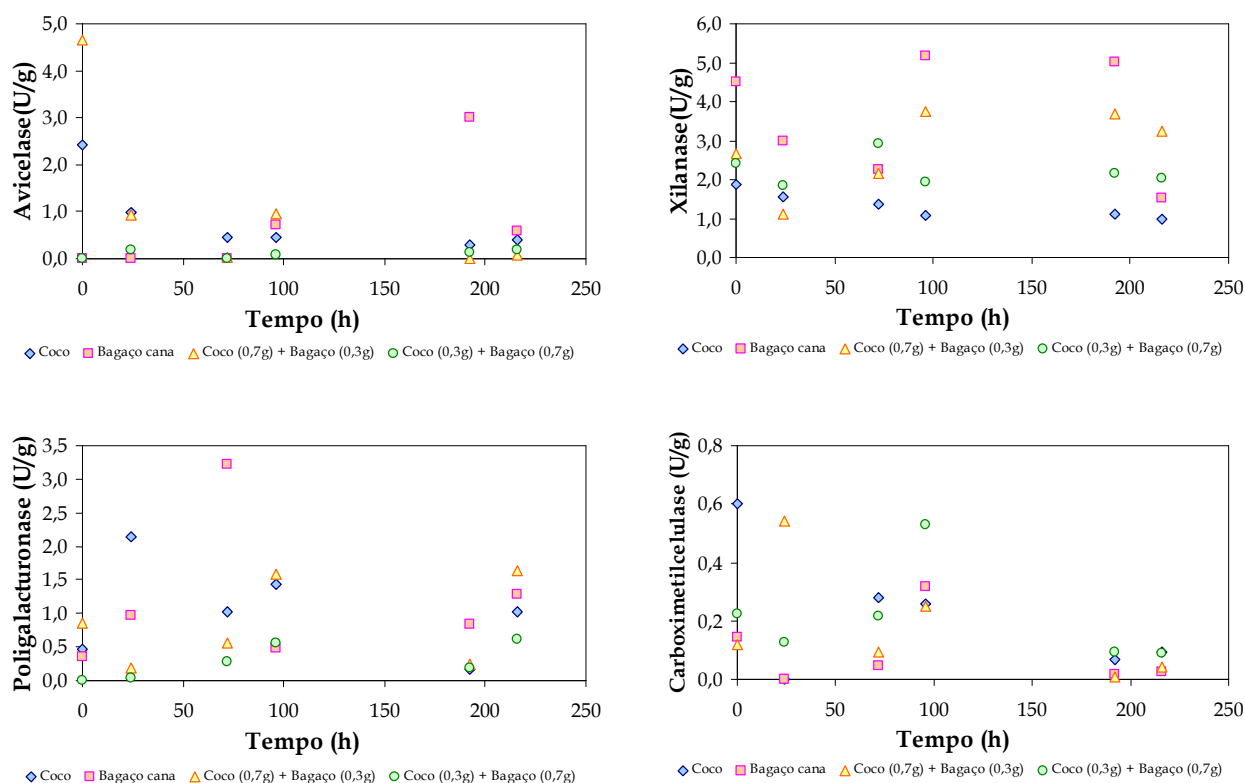 Avicelase (U/g)
5,0
4,0
3,0
2,0
1,0
0,0
0 50 100 150 200 250
Tempo (h)
Coco Bagaço cana Coco (0,7g) + Bagaço (0,3g) Coco (0,3g) + Bagaço (0,7g)
Xilanase (U/g)
6,0
5,0
4,0
3,0
2,0
1,0
0,0
0 50 100 150 200 250
Tempo (h)
Coco Bagaço cana Coco (0,7g) + Bagaço (0,3g) Coco (0,3g) + Bagaço (0,7g)
Poligalacturonase (U/g)
3,5
3,0
2,5
2,0
1,5
1,0
0,5
0,0
0 50 100 150 200 250
Tempo (h)
Coco Bagaço cana Coco (0,7g) + Bagaço (0,3g) Coco (0,3g) + Bagaço (0,7g)
Carboximetilcelulase (U/g)
0,8
0,6
0,4
0,2
0,0
0 50 100 150 200 250
Tempo (h)
Coco Bagaço cana Coco (0,7g) + Bagaço (0,3g) Coco (0,3g) + Bagaço (0,7g)